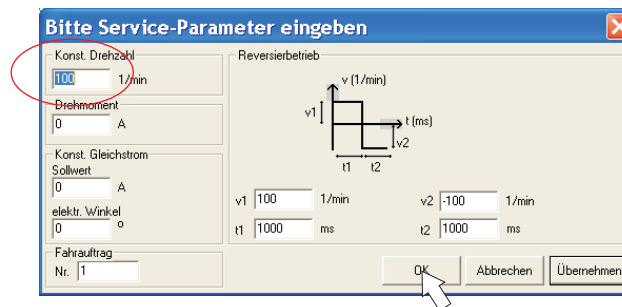 Bitte Service-Parameter eingeben
Konst. Drehzahl
100 1/min
Drehmoment
0 A
Konst. Gleichstrom
Sollwert
0 A
elektr. Winkel
0 °
Fahrauftrag
Nr. 1
Reversierbetrieb
v (1/min)
v1
t (ms)
v2
t1 t2
v1 100 1/min v2 -100 1/min
t1 1000 ms t2 1000 ms
OK Abbrechen Übernehmen